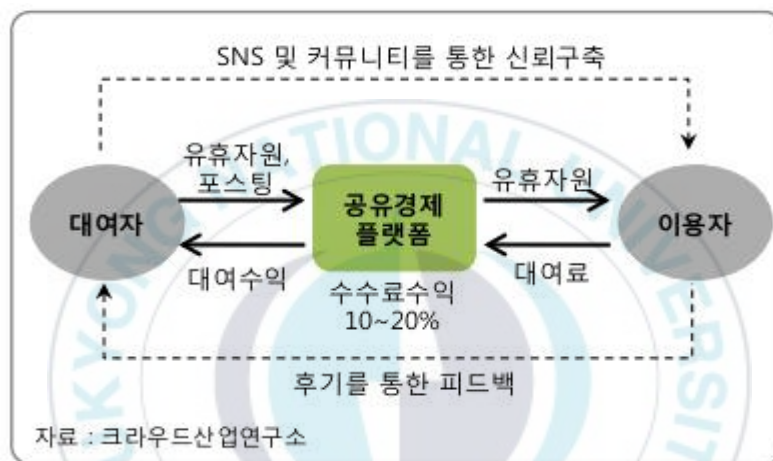 SNS 및 커뮤니티를 통한 신뢰구축
유휴자원,
포스팅
유휴자원
대여자
공유경제
플랫폼
이용자
대여수익
대여료
수수료수익
10~20%
후기를 통한 피드백
자료 : 크라우드산업연구소
KYONG NATIONAL UNIVERSIT